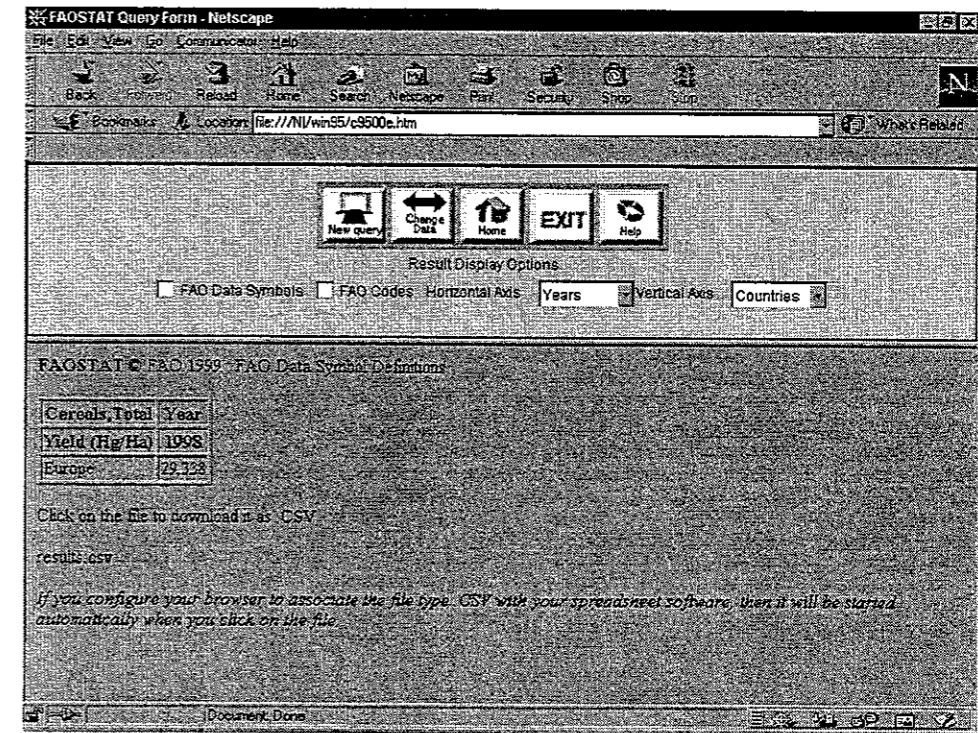 FAOSTAT Query Form - Netscape
File Edit View Go Communicator Help
Back Forward Reload Home Search Netscape Print Security Shop Stop
Bookmarks Location: file:///N|/win95/c9500e.htm What's Related
New query Change Data Home EXIT Help
Result Display Options
FAO Data Symbols FAO Codes Horizontal Axis Years Vertical Axis Countries
FAOSTAT © FAO 1999 FAO Data Symbol Definitions
Cereals,Total Year
Yield (Hg/Ha) 1998
Europe 29,338
Click on the file to download it as .CSV
results.csv
If you configure your browser to associate the file type .CSV with your spreadsheet software, then it will be started
automatically when you click on the file
Document: Done